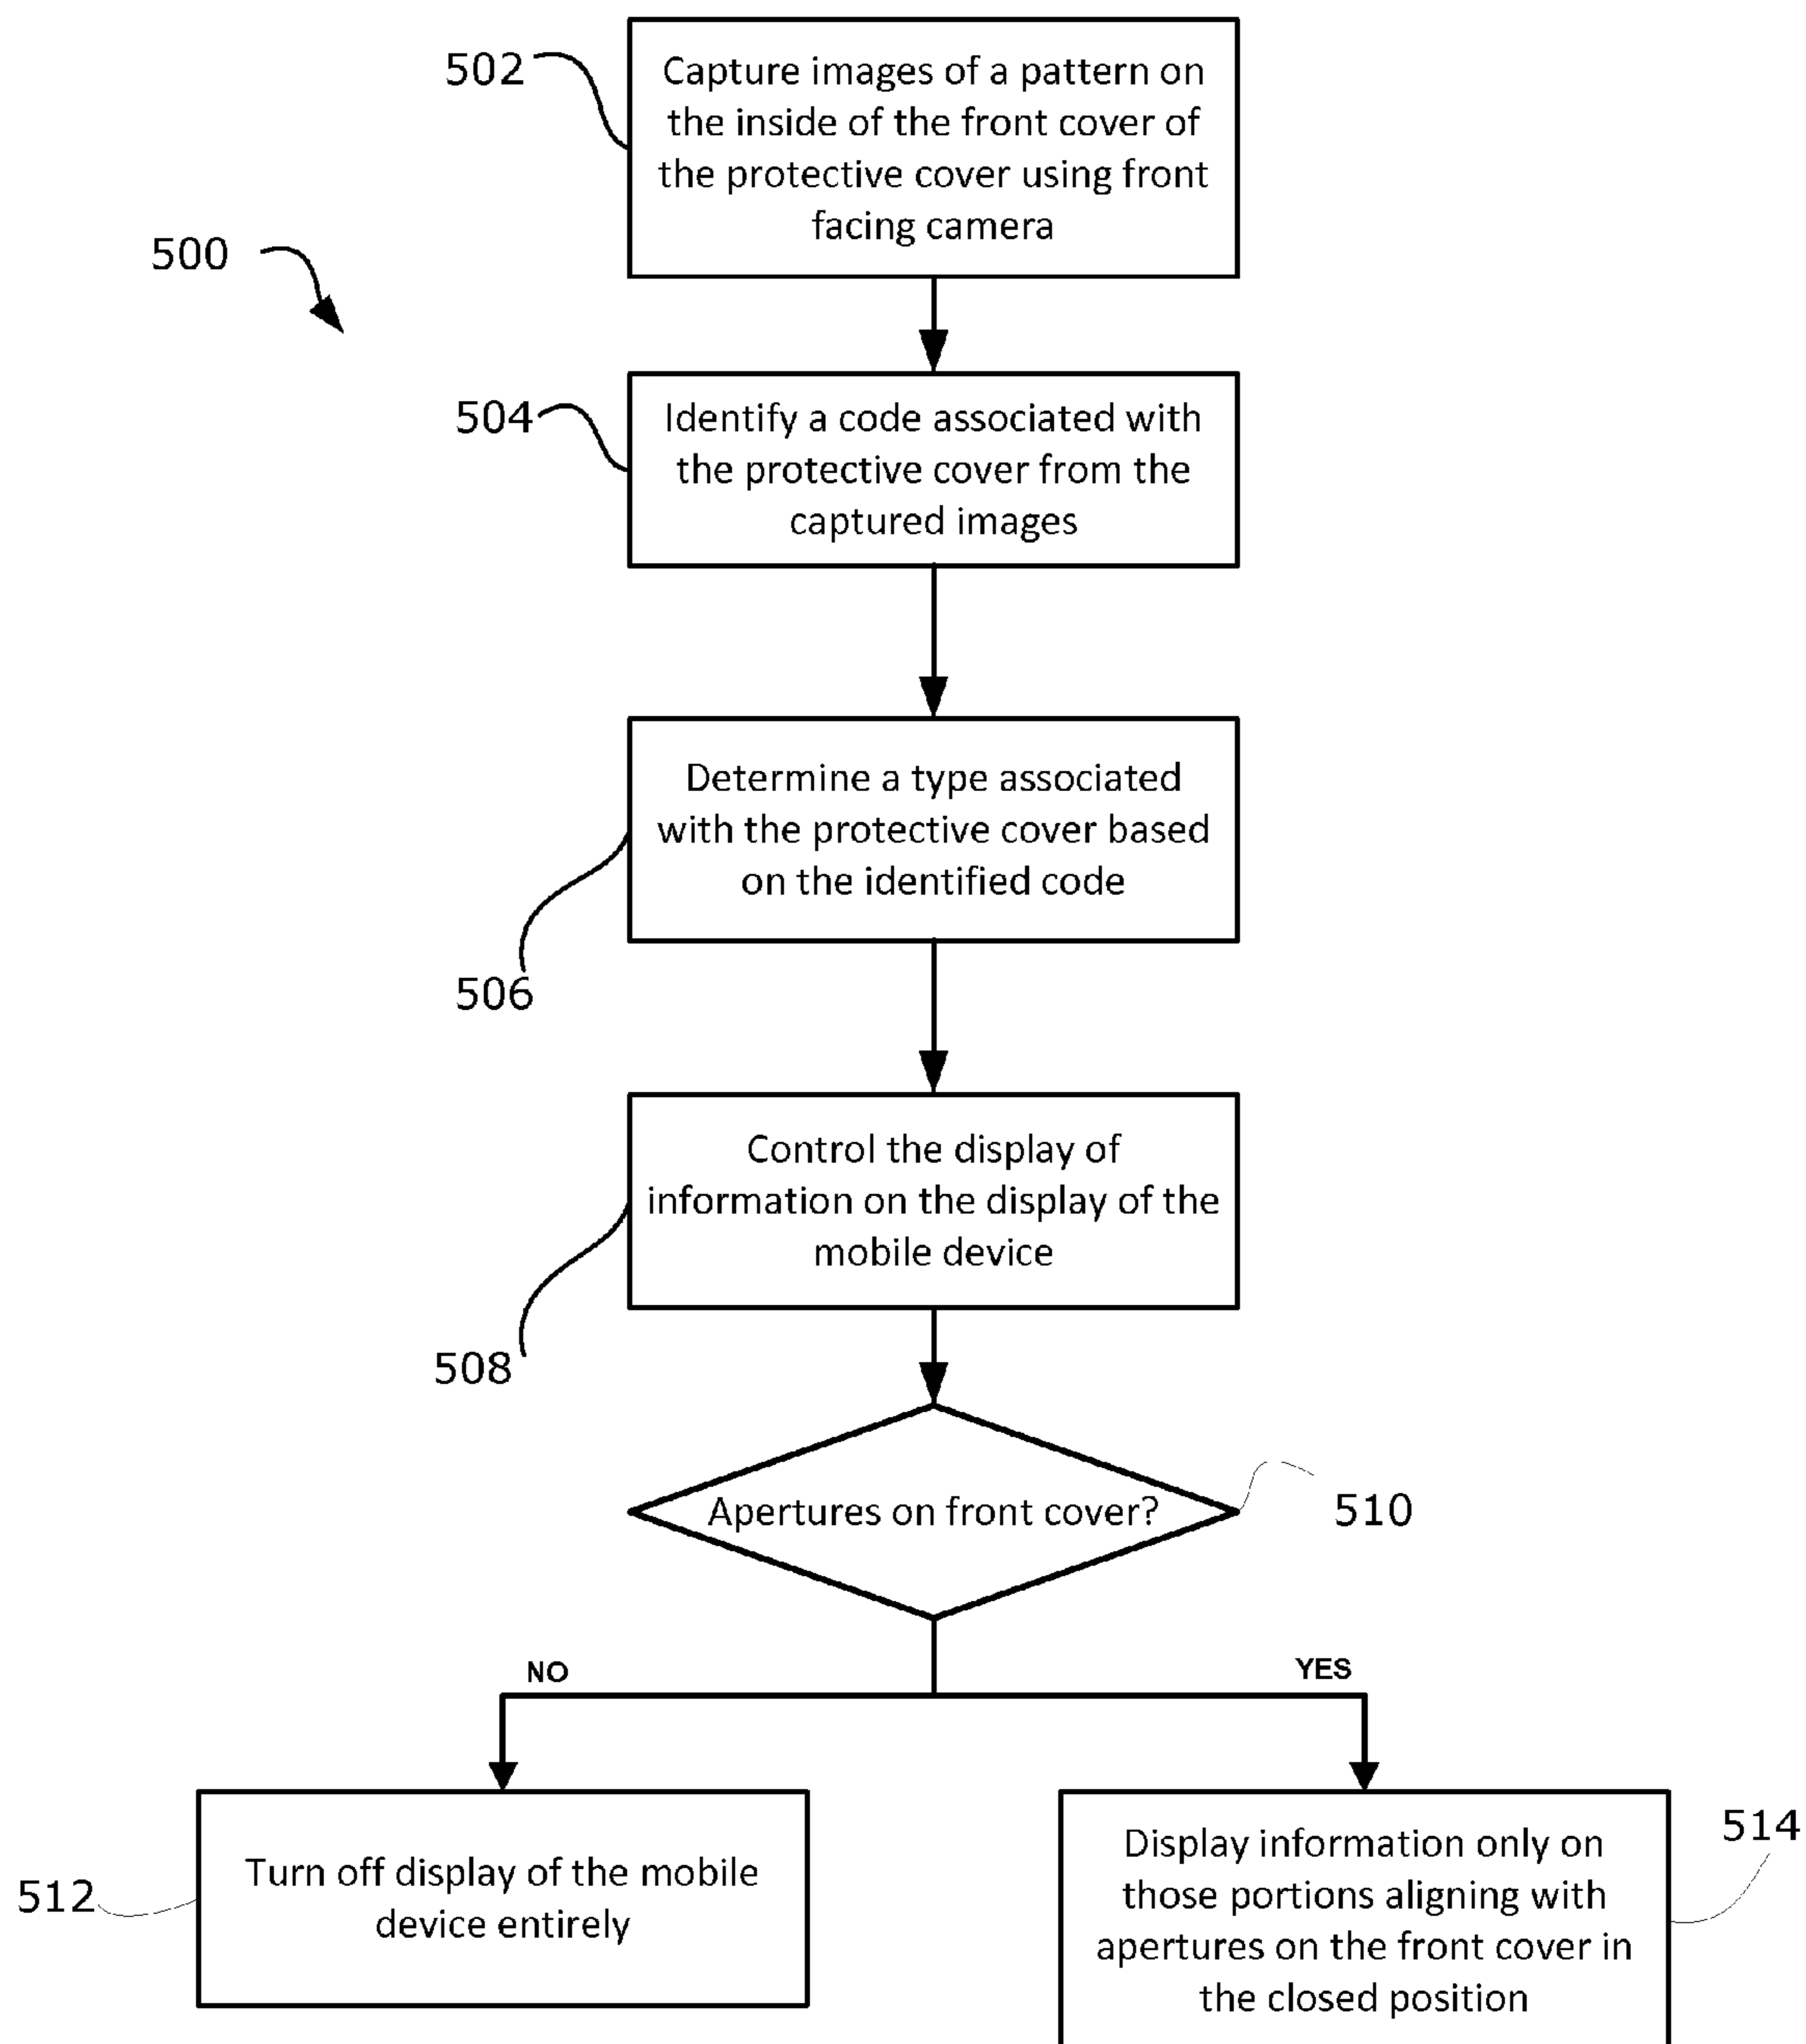 502
Capture images of a pattern on
the inside of the front cover of
the protective cover using front
facing camera
500
504
Identify a code associated with
the protective cover from the
captured images
Determine a type associated
with the protective cover based
on the identified code
506
Control the display of
information on the display of the
mobile device
508
Apertures on front cover?
510
NO
YES
512
Turn off display of the mobile
device entirely
514
Display information only on
those portions aligning with
apertures on the front cover in
the closed position